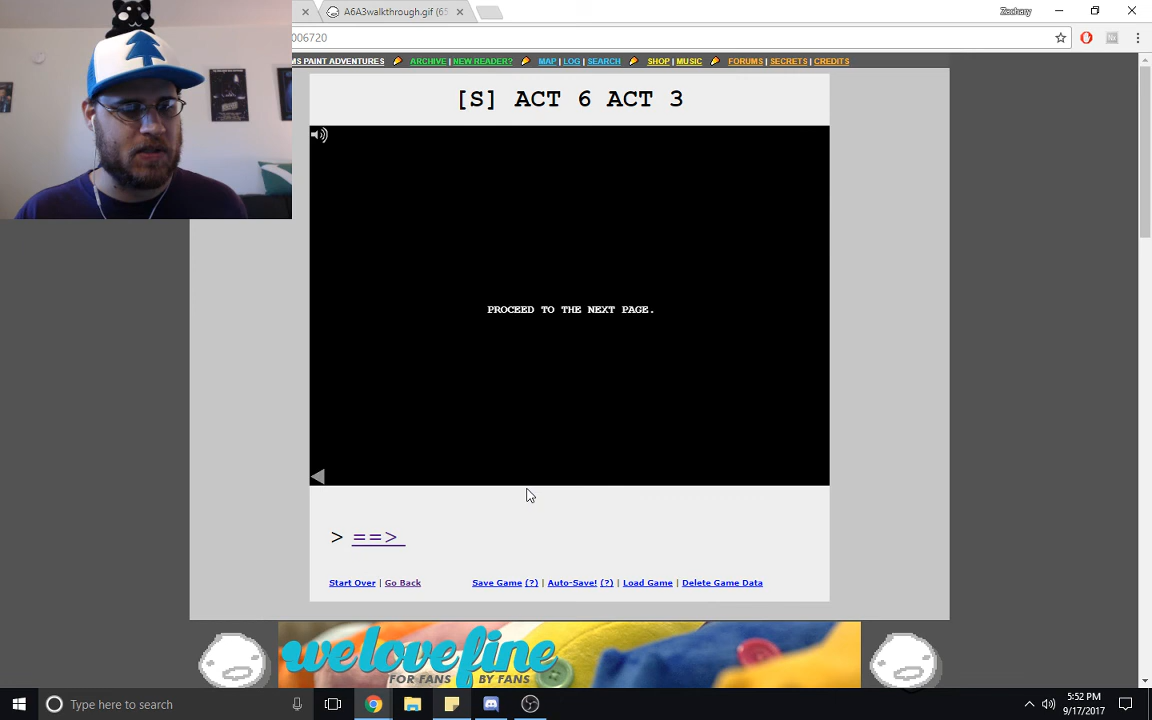 A6A3walkthrough.gif (65
Zachary
006720
MS PAINT ADVENTURES ARCHIVE | NEW READER? MAP | LOG | SEARCH SHOP | MUSIC FORUMS | SECRETS | CREDITS
[S] ACT 6 ACT 3
PROCEED TO THE NEXT PAGE.
> ==>
Start Over | Go Back Save Game (?) | Auto-Save! (?) | Load Game | Delete Game Data
welovefine
FOR FANS BY FANS
Type here to search
5:52 PM
9/17/2017